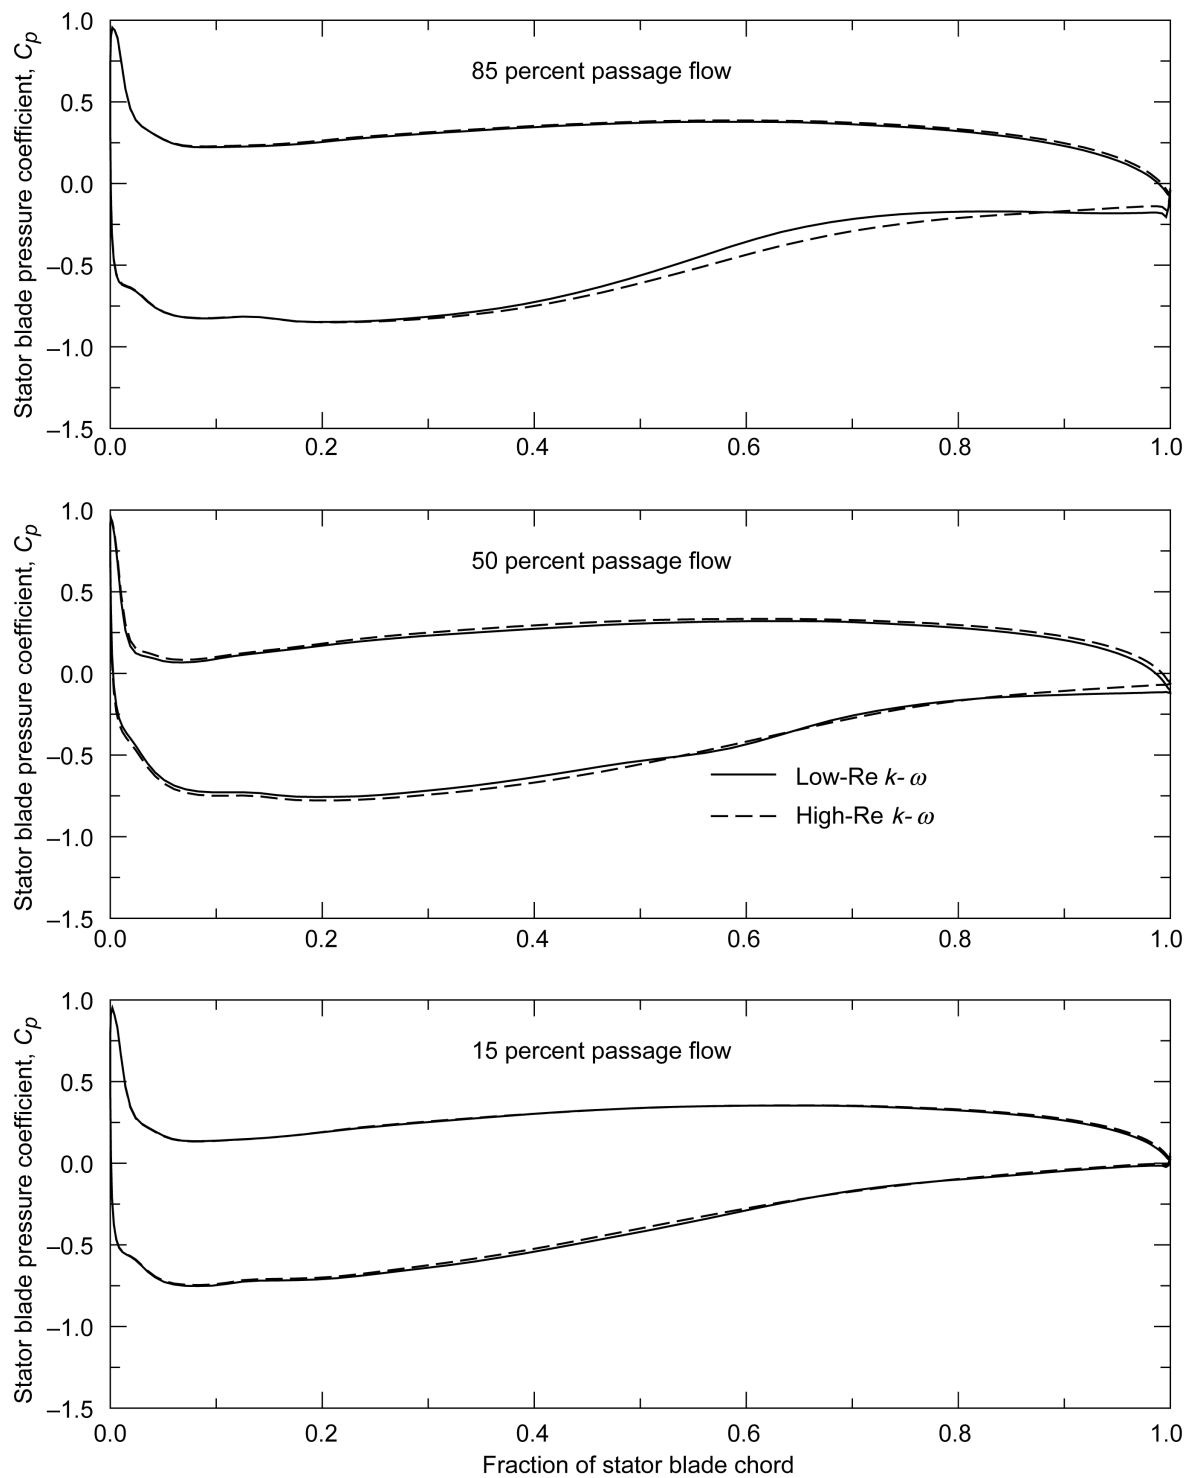 1.0
0.5
0.0
–0.5
–1.0
–1.5
Stator blade pressure coefficient, Cp
85 percent passage flow
0.0 0.2 0.4 0.6 0.8 1.0
1.0
0.5
0.0
–0.5
–1.0
–1.5
Stator blade pressure coefficient, Cp
50 percent passage flow
Low-Re k-ω
High-Re k-ω
0.0 0.2 0.4 0.6 0.8 1.0
1.0
0.5
0.0
–0.5
–1.0
–1.5
Stator blade pressure coefficient, Cp
15 percent passage flow
0.0 0.2 0.4 0.6 0.8 1.0
Fraction of stator blade chord